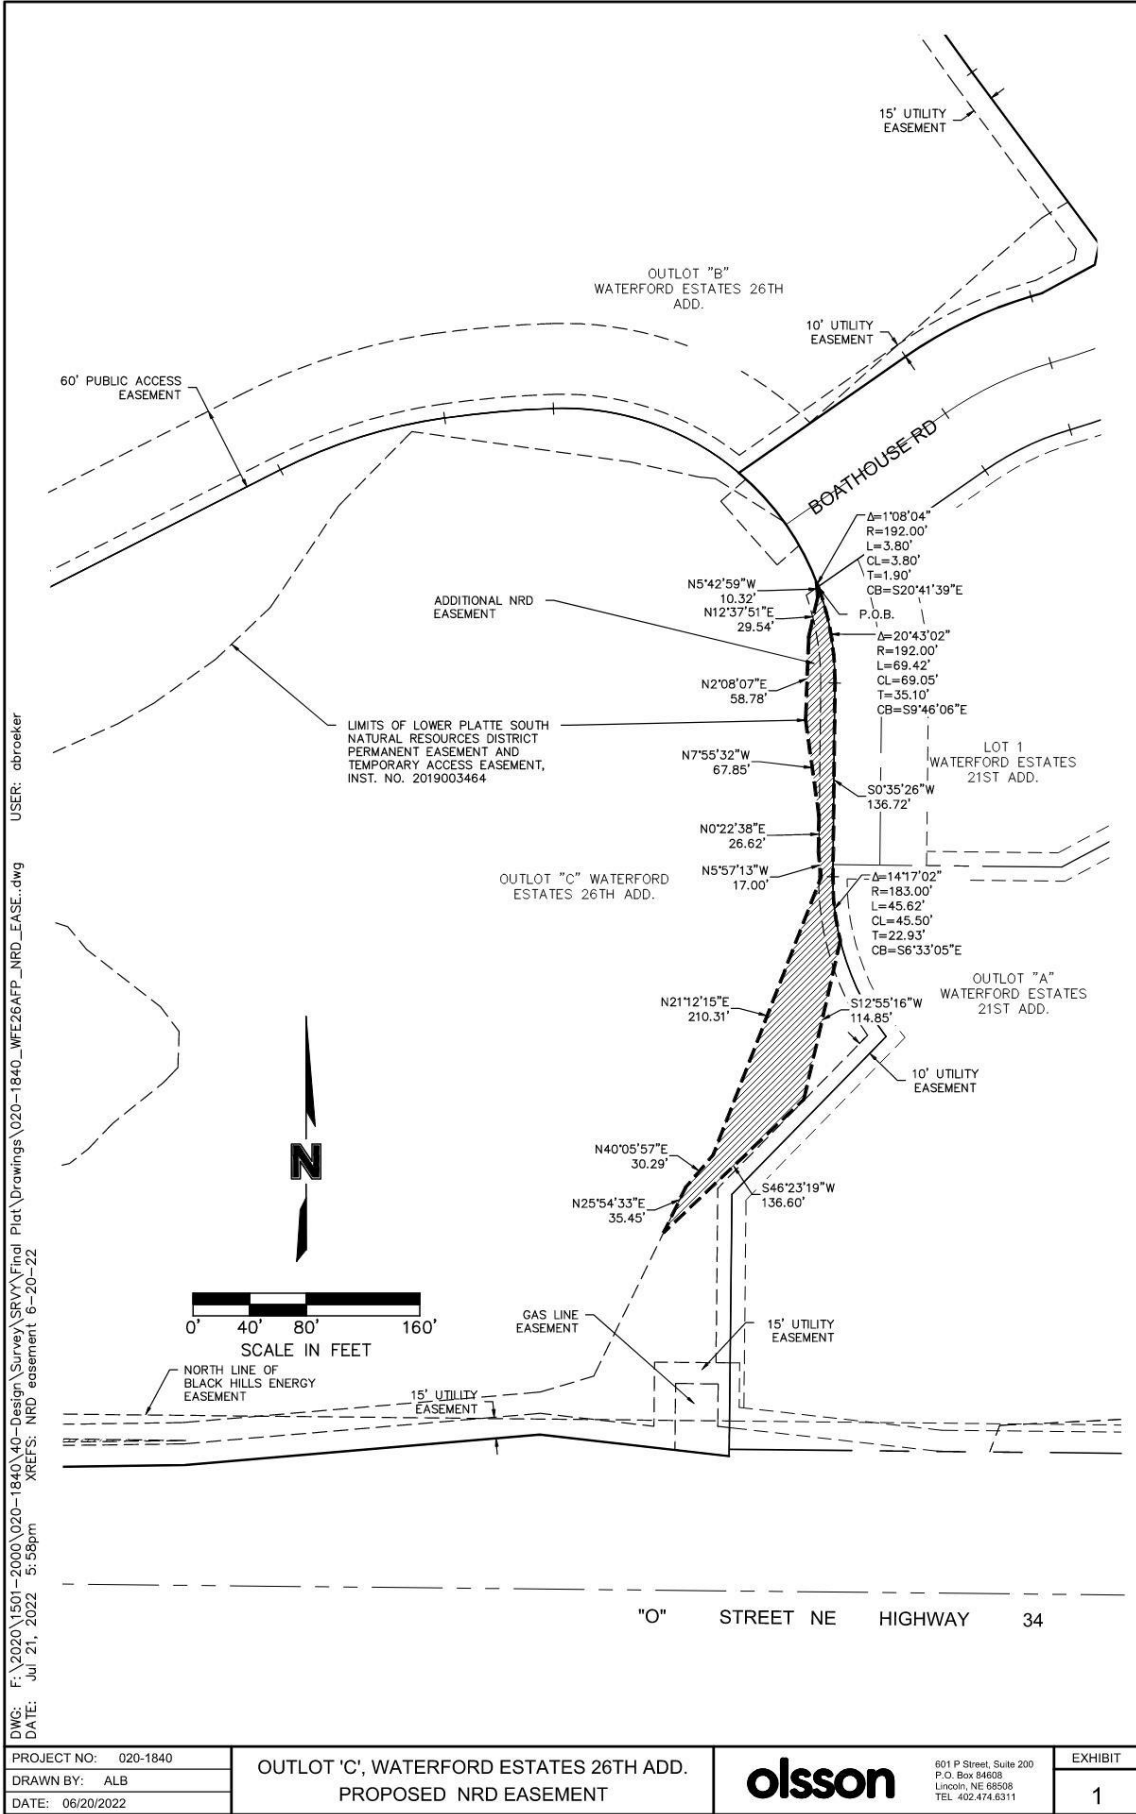 15' UTILITY
EASEMENT
OUTLOT "B"
WATERFORD ESTATES 26TH
ADD.
10' UTILITY
EASEMENT
60' PUBLIC ACCESS
EASEMENT
BOATHOUSE RD
Δ=1°08'04"
R=192.00'
L=3.80'
CL=3.80'
T=1.90'
CB=S20°41'39"E
N5°42'59"W
10.32'
N12°37'51"E
29.54'
ADDITIONAL NRD
EASEMENT
P.O.B.
Δ=20°43'02"
R=192.00'
L=69.42'
CL=69.05'
T=35.10'
CB=S9°46'06"E
N2°08'07"E
58.78'
LIMITS OF LOWER PLATTE SOUTH
NATURAL RESOURCES DISTRICT
PERMANENT EASEMENT AND
TEMPORARY ACCESS EASEMENT,
INST. NO. 2019003464
N7°55'32"W
67.85'
LOT 1
WATERFORD ESTATES
21ST ADD.
S0°35'26"W
136.72'
N0°22'38"E
26.62'
N5°57'13"W
17.00'
OUTLOT "C" WATERFORD
ESTATES 26TH ADD.
Δ=14°17'02"
R=183.00'
L=45.62'
CL=45.50'
T=22.93'
CB=S6°33'05"E
OUTLOT "A"
WATERFORD ESTATES
21ST ADD.
N21°12'15"E
210.31'
S12°55'16"W
114.85'
10' UTILITY
EASEMENT
N40°05'57"E
30.29'
N25°54'33"E
35.45'
S46°23'19"W
136.60'
N
0' 40' 80' 160'
SCALE IN FEET
GAS LINE
EASEMENT
15' UTILITY
EASEMENT
NORTH LINE OF
BLACK HILLS ENERGY
EASEMENT
15' UTILITY
EASEMENT
"O" STREET NE HIGHWAY 34
DWG: F:\2020\1501-2000\020-1840\40-Design\Survey\SRVY\Final Plat\Drawings\020-1840_WFE26AFP_NRD_EASE..dwg USER: abroeker
DATE: Jul 21, 2022 5:58pm XREFS: NRD easement 6-20-22
PROJECT NO: 020-1840
DRAWN BY: ALB
DATE: 06/20/2022
OUTLOT 'C', WATERFORD ESTATES 26TH ADD.
PROPOSED NRD EASEMENT
olsson
601 P Street, Suite 200
P.O. Box 84608
Lincoln, NE 68508
TEL 402.474.6311
EXHIBIT
1